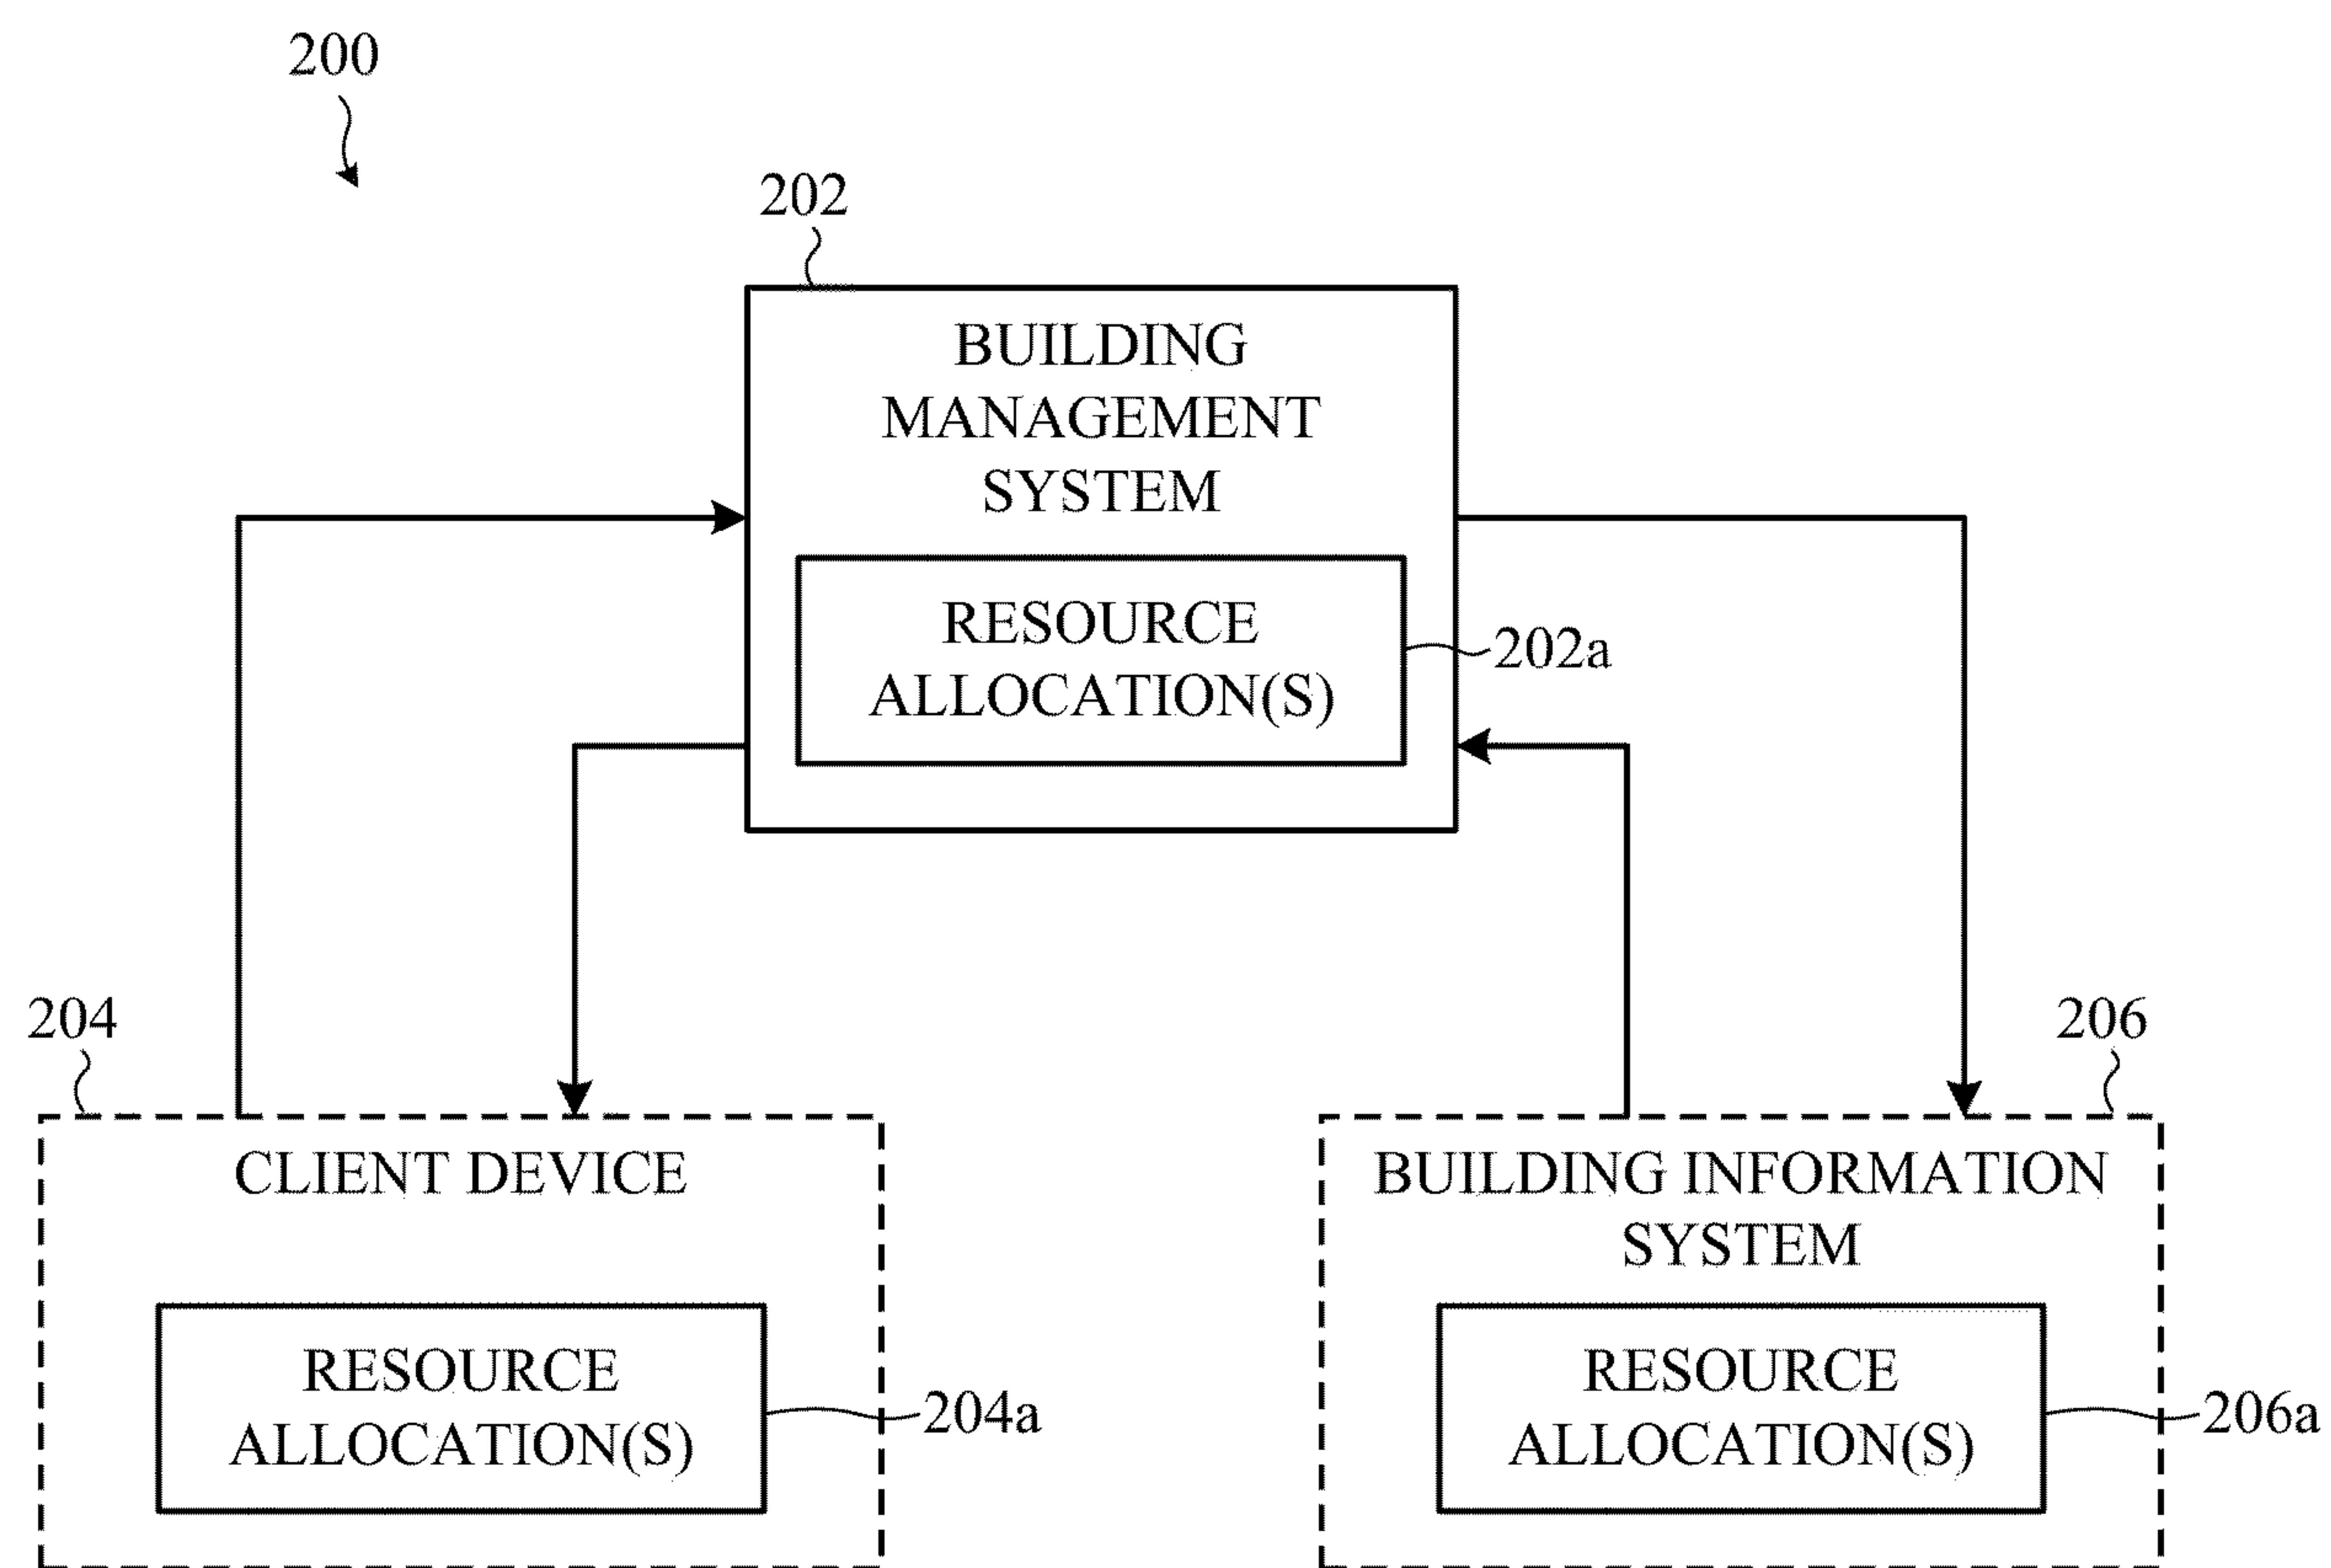 200
202
BUILDING
MANAGEMENT
SYSTEM
RESOURCE
ALLOCATION(S)
202a
204
206
CLIENT DEVICE
BUILDING INFORMATION
SYSTEM
RESOURCE
ALLOCATION(S)
204a
RESOURCE
ALLOCATION(S)
206a